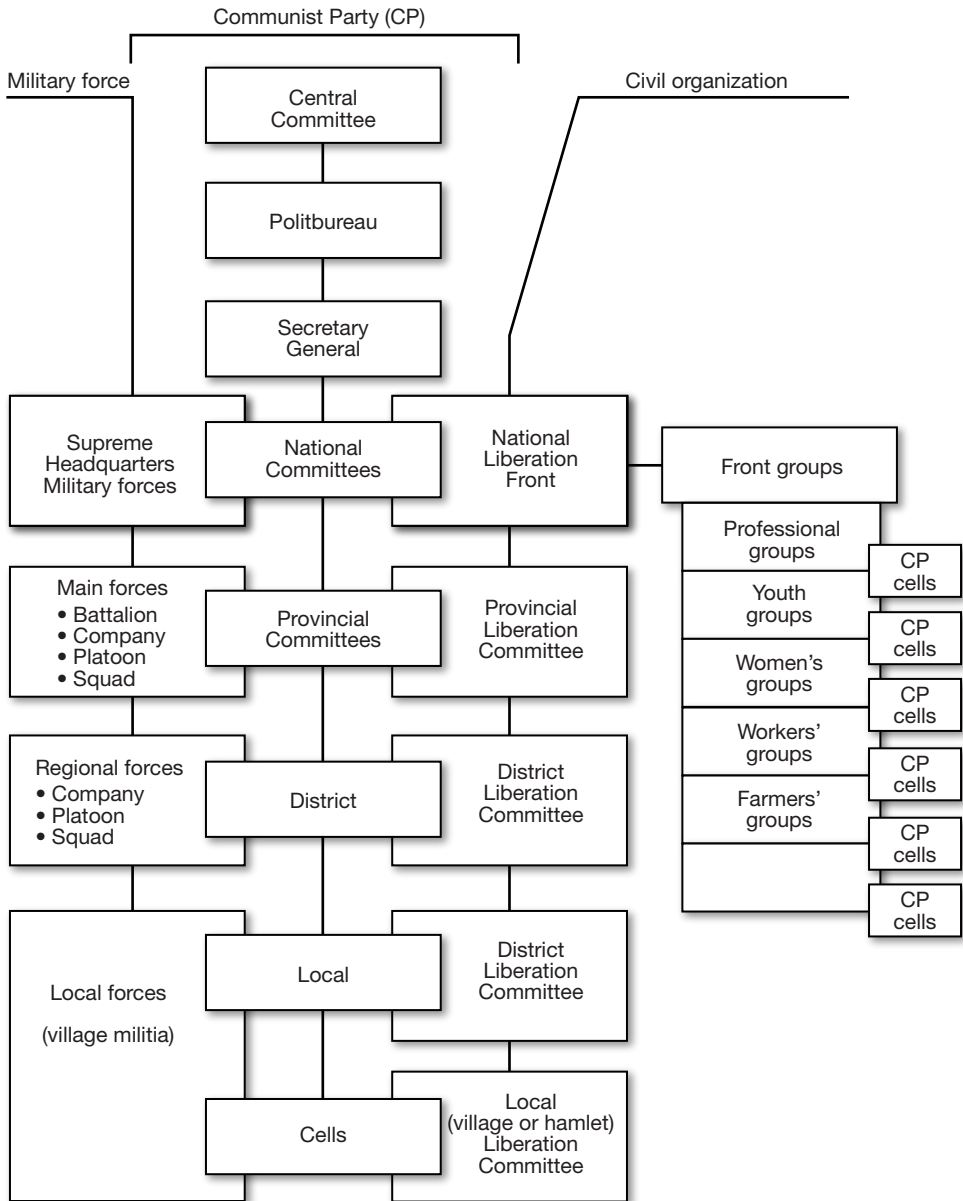 Communist Party (CP)
Military force
Civil organization
Central
Committee
Politbureau
Secretary
General
Supreme
Headquarters
Military forces
National
Committees
National
Liberation
Front
Front groups
Professional
groups
CP
cells
Youth
groups
CP
cells
Women's
groups
CP
cells
Workers'
groups
CP
cells
Farmers'
groups
CP
cells
CP
cells
Main forces
• Battalion
• Company
• Platoon
• Squad
Provincial
Committees
Provincial
Liberation
Committee
Regional forces
• Company
• Platoon
• Squad
District
District
Liberation
Committee
Local forces
(village militia)
Local
District
Liberation
Committee
Cells
Local
(village or hamlet)
Liberation
Committee